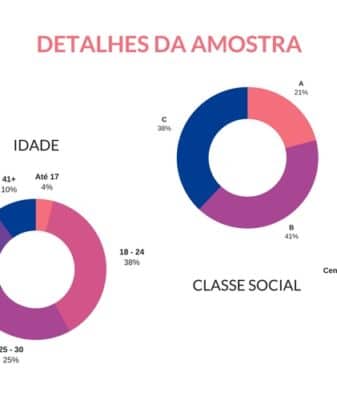 DETALHES DA AMOSTRA
A
21%
C
38%
B
41%
CLASSE SOCIAL
IDADE
41+
10%
Até 17
4%
18 - 24
38%
25 - 30
25%
Cen